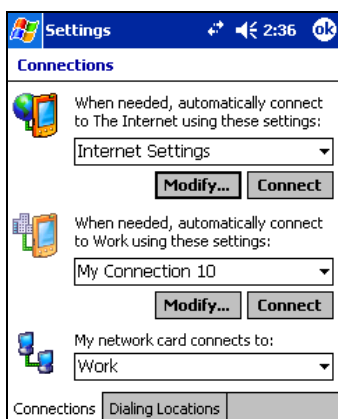 Settings 2:36 ok
Connections
When needed, automatically connect
to The Internet using these settings:
Internet Settings
Modify... Connect
When needed, automatically connect
to Work using these settings:
My Connection 10
Modify... Connect
My network card connects to:
Work
Connections Dialing Locations